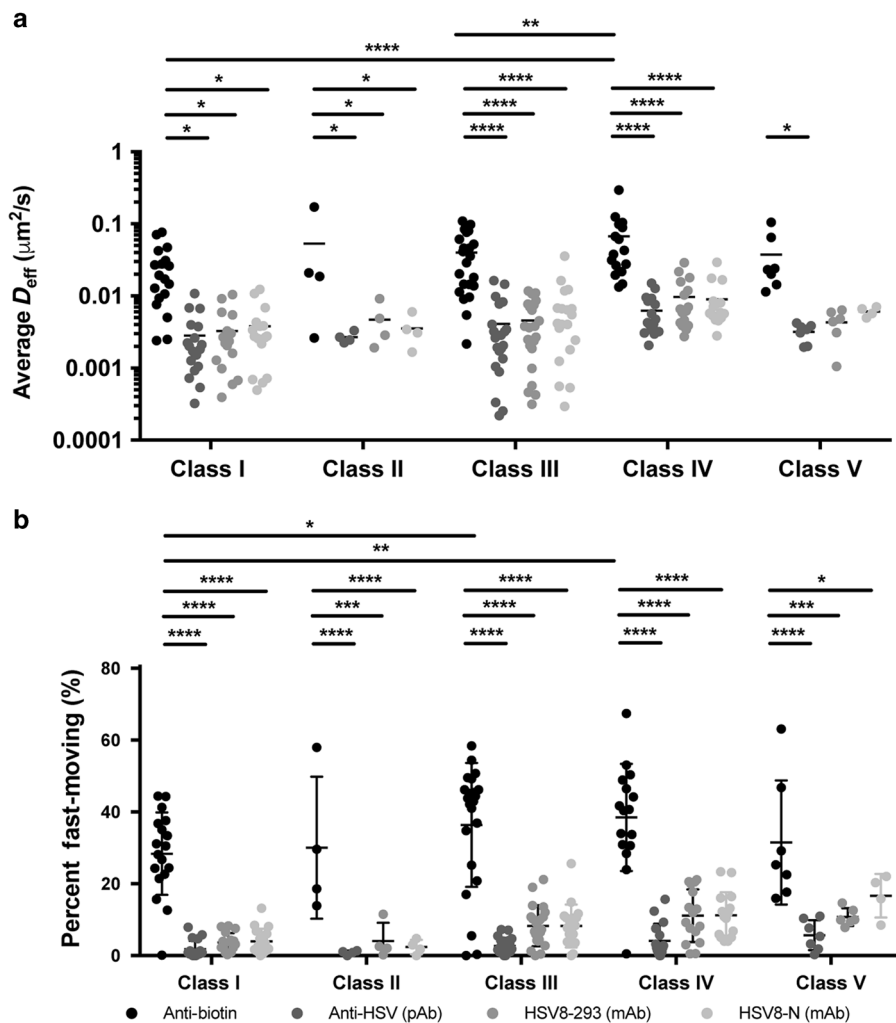 a
**
****
* * **** ****
* * **** ****
* * **** **** *
Average Deff (μm²/s)
1
0.1
0.01
0.001
0.0001
Class I Class II Class III Class IV Class V
b
*
**
**** **** **** **** *
**** *** **** **** ***
**** **** **** **** ****
Percent fast-moving (%)
80
60
40
20
0
Class I Class II Class III Class IV Class V
Anti-biotin Anti-HSV (pAb) HSV8-293 (mAb) HSV8-N (mAb)